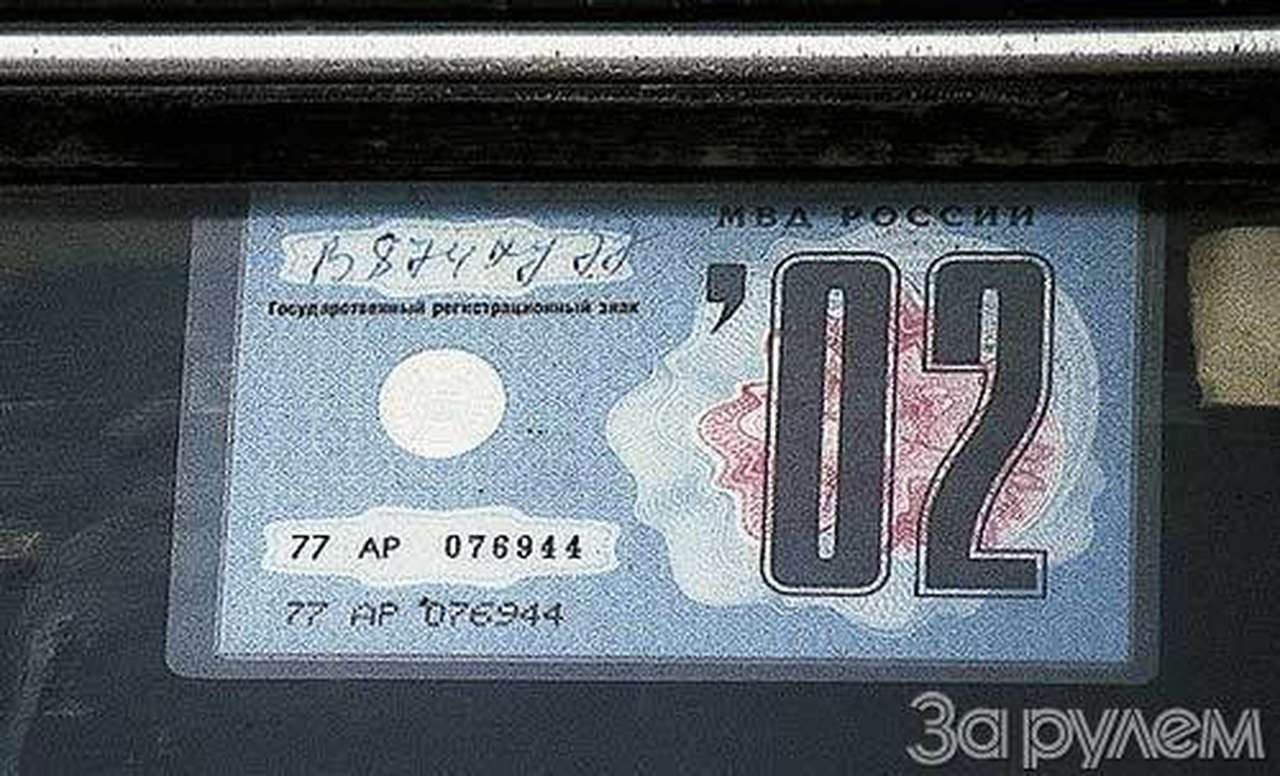 МВД РОССИИ
Государственный регистрационный знак
'02
77 АР 076944
77 АР 076944
За рулем